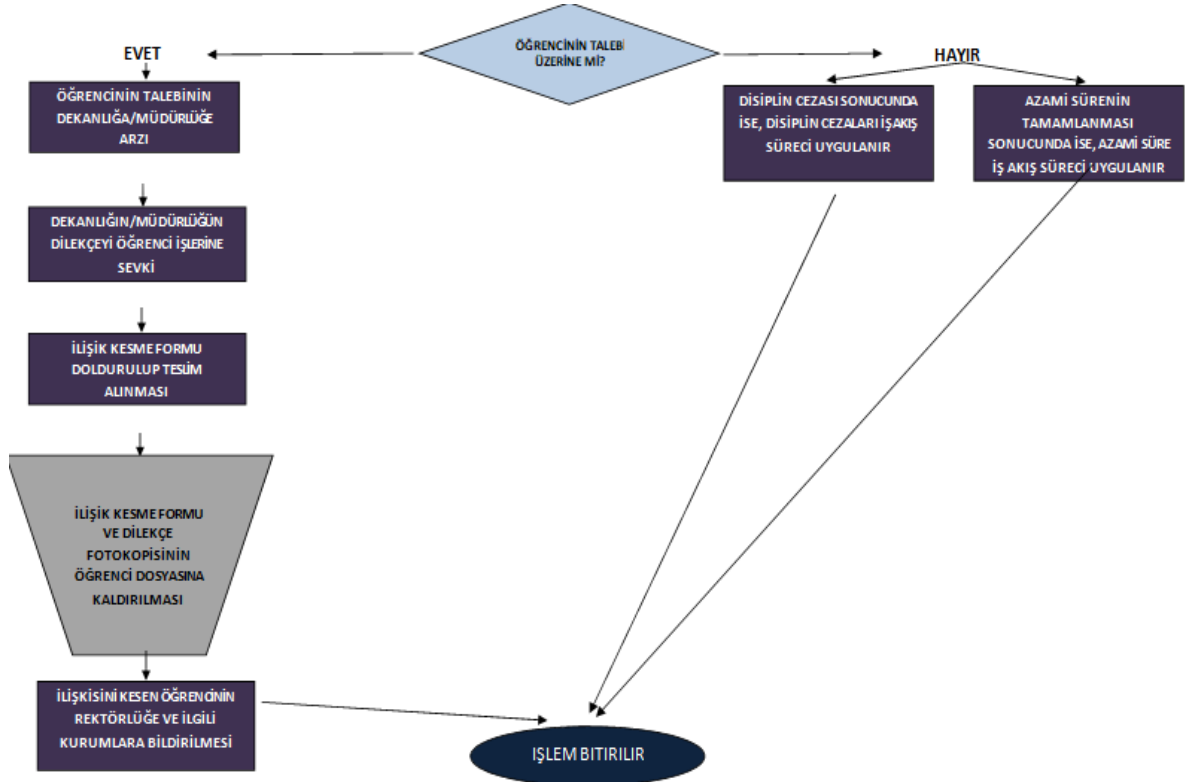 ÖĞRENCİNİN TALEBİ
ÜZERİNE Mİ?
EVET
HAYIR
ÖĞRENCİNİN TALEBİNİN
DEKANLIĞA/MÜDÜRLÜĞE
ARZI
DİSİPLİN CEZASI SONUCUNDA
İSE, DİSİPLİN CEZALARI İŞAKIŞ
SÜRECİ UYGULANIR
AZAMİ SÜRENİN
TAMAMLANMASI
SONUCUNDA İSE, AZAMİ SÜRE
İŞ AKIŞ SÜRECİ UYGULANIR
DEKANLIĞIN/MÜDÜRLÜĞÜN
DİLEKÇEYİ ÖĞRENCİ İŞLERİNE
SEVKİ
İLİŞİK KESME FORMU
DOLDURULUP TESLİM
ALINMASI
İLİŞİK KESME FORMU
VE DİLEKÇE
FOTOKOPİSİNİN
ÖĞRENCİ DOSYASINA
KALDIRILMASI
İLİŞKİSİNİ KESEN ÖĞRENCİNİN
REKTÖRLÜĞE VE İLGİLİ
KURUMLARA BİLDİRİLMESİ
IŞLEM BITIRILIR